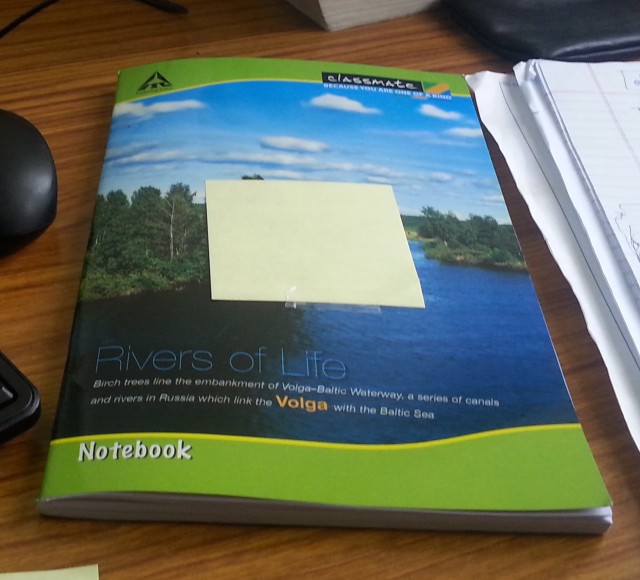 classmate
BECAUSE YOU ARE ONE OF A KIND
Rivers of Life
Birch trees line the embankment of Volga-Baltic Waterway, a series of canals
and rivers in Russia which link the Volga with the Baltic Sea
Notebook